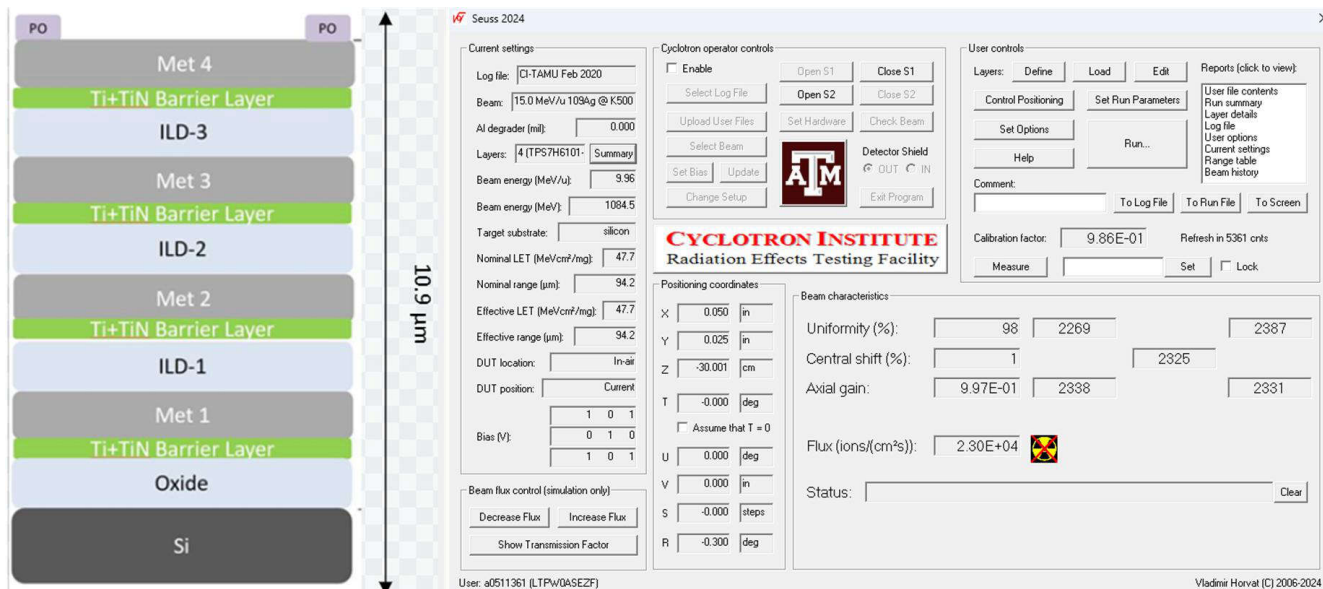 PO
PO
Met 4
Ti+TiN Barrier Layer
ILD-3
Met 3
Ti+TiN Barrier Layer
ILD-2
Met 2
Ti+TiN Barrier Layer
ILD-1
Met 1
Ti+TiN Barrier Layer
Oxide
Si
10.9 µm
Seuss 2024
Current settings
Log file: CI-TAMU Feb 2020
Beam: 15.0 MeV/u 109Ag @ K500
Al degrader (mil): 0.000
Layers: 4 (TPS7H6101- Summary
Beam energy (MeV/u): 9.96
Beam energy (MeV): 1084.5
Target substrate: silicon
Nominal LET (MeVcm²/mg): 47.7
Nominal range (µm): 94.2
Effective LET (MeVcm²/mg): 47.7
Effective range (µm): 94.2
DUT location: In-air
DUT position: Current
1 0 1
Bias (V): 0 1 0
1 0 1
Beam flux control (simulation only)
Decrease Flux Increase Flux
Show Transmission Factor
Cyclotron operator controls
Enable Open S1 Close S1
Select Log File Open S2 Close S2
Upload User Files Set Hardware Check Beam
Select Beam
Set Bias Update
Change Setup
A T M
Detector Shield
OUT IN
Exit Program
CYCLOTRON INSTITUTE
Radiation Effects Testing Facility
Positioning coordinates
X 0.050 in
Y 0.025 in
Z -30.001 cm
T -0.000 deg
Assume that T = 0
U 0.000 deg
V 0.000 in
S -0.000 steps
R -0.300 deg
User controls
Layers: Define Load Edit
Control Positioning Set Run Parameters
Set Options
Run...
Help
Reports (click to view):
User file contents
Run summary
Layer details
Log file
User options
Current settings
Range table
Beam history
Comment:
To Log File To Run File To Screen
Calibration factor: 9.86E-01 Refresh in 5361 cnts
Measure Set Lock
Beam characteristics
Uniformity (%): 98 2269 2387
Central shift (%): 1 2325
Axial gain: 9.97E-01 2338 2331
Flux (ions/(cm²s)): 2.30E+04
Status: Clear
User: a0511361 (LTPW0ASEZF) Vladimir Horvat (C) 2006-2024